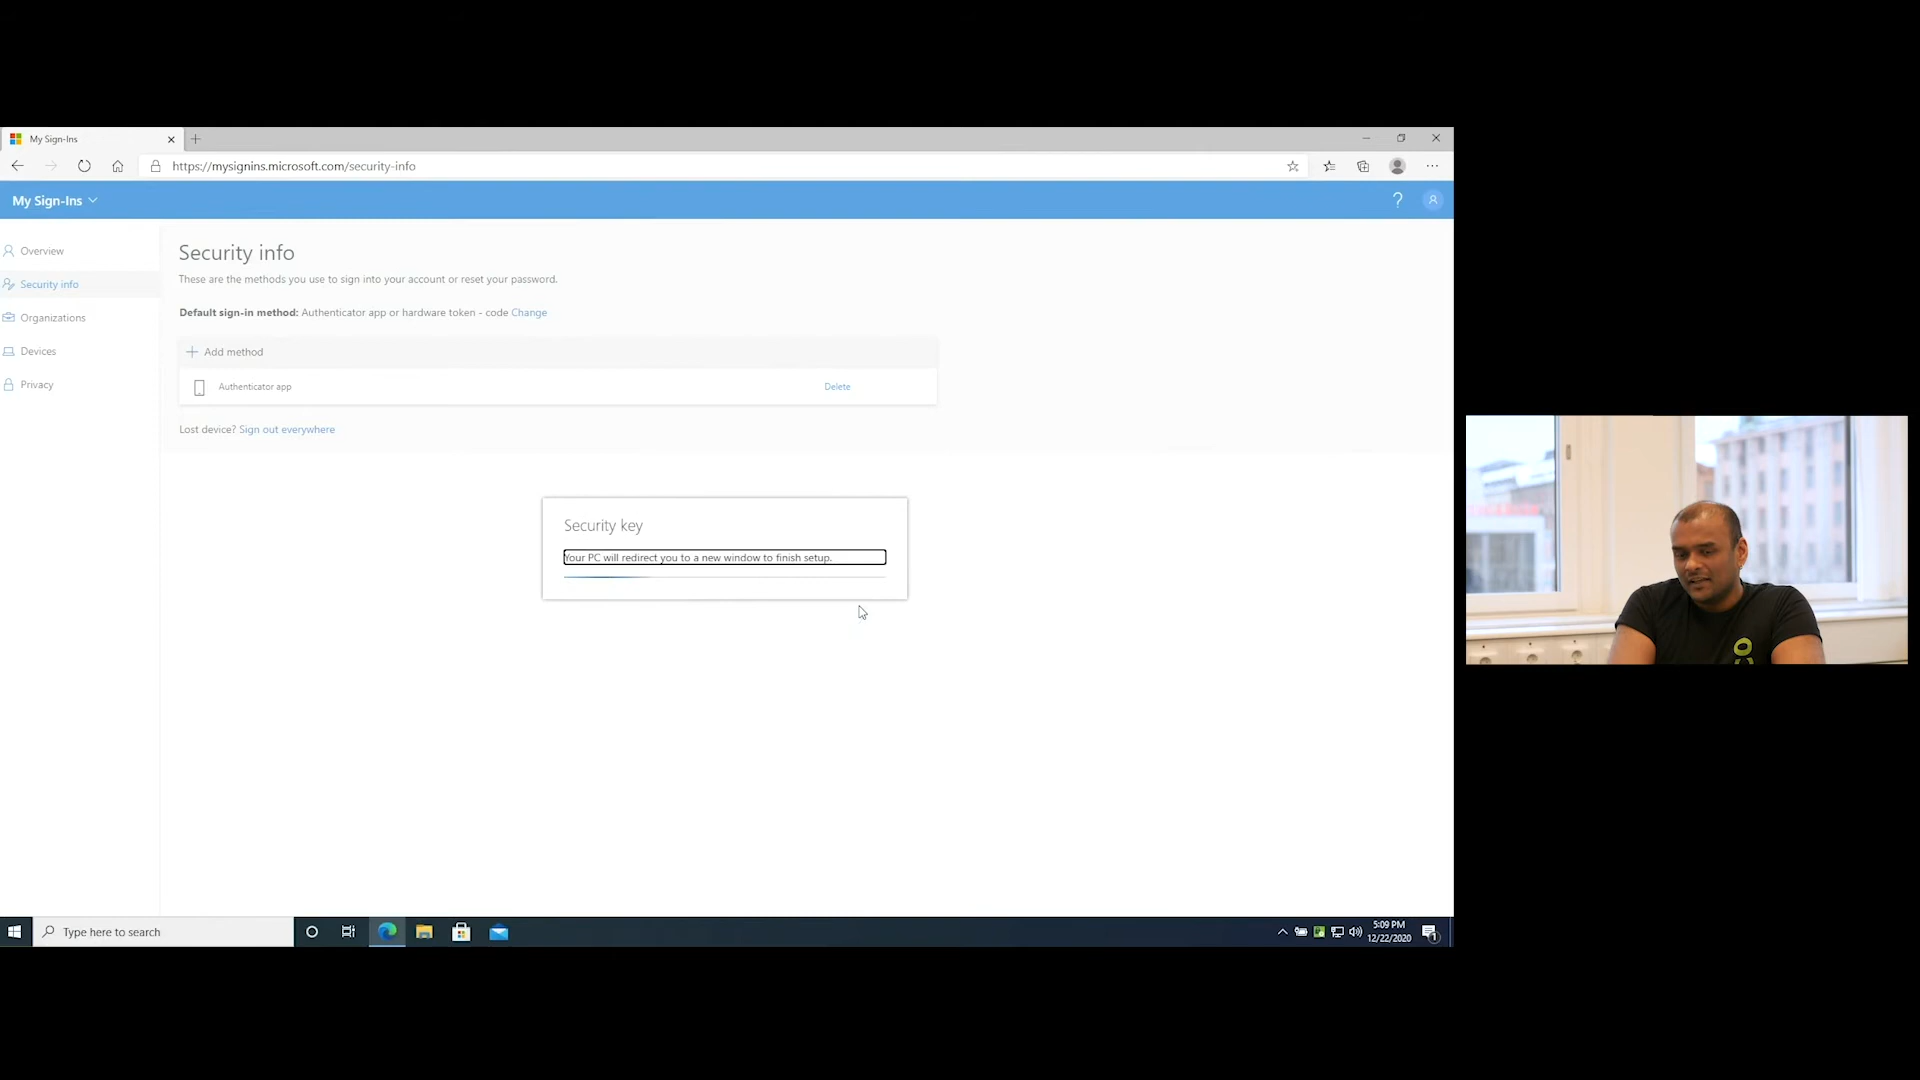 My Sign-Ins
https://mysignins.microsoft.com/security-info
My Sign-Ins
?
Overview
Security info
Organizations
Devices
Privacy
Security info
These are the methods you use to sign into your account or reset your password.
Default sign-in method: Authenticator app or hardware token - code Change
Add method
Authenticator app
Delete
Lost device? Sign out everywhere
Security key
Your PC will redirect you to a new window to finish setup.
Type here to search
5:09 PM
12/22/2020
1